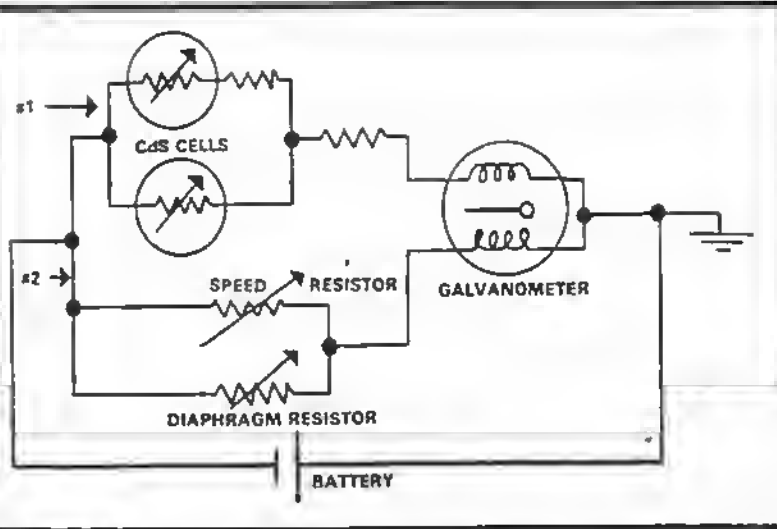 #1
CdS CELLS
#2
SPEED RESISTOR
GALVANOMETER
DIAPHRAGM RESISTOR
BATTERY